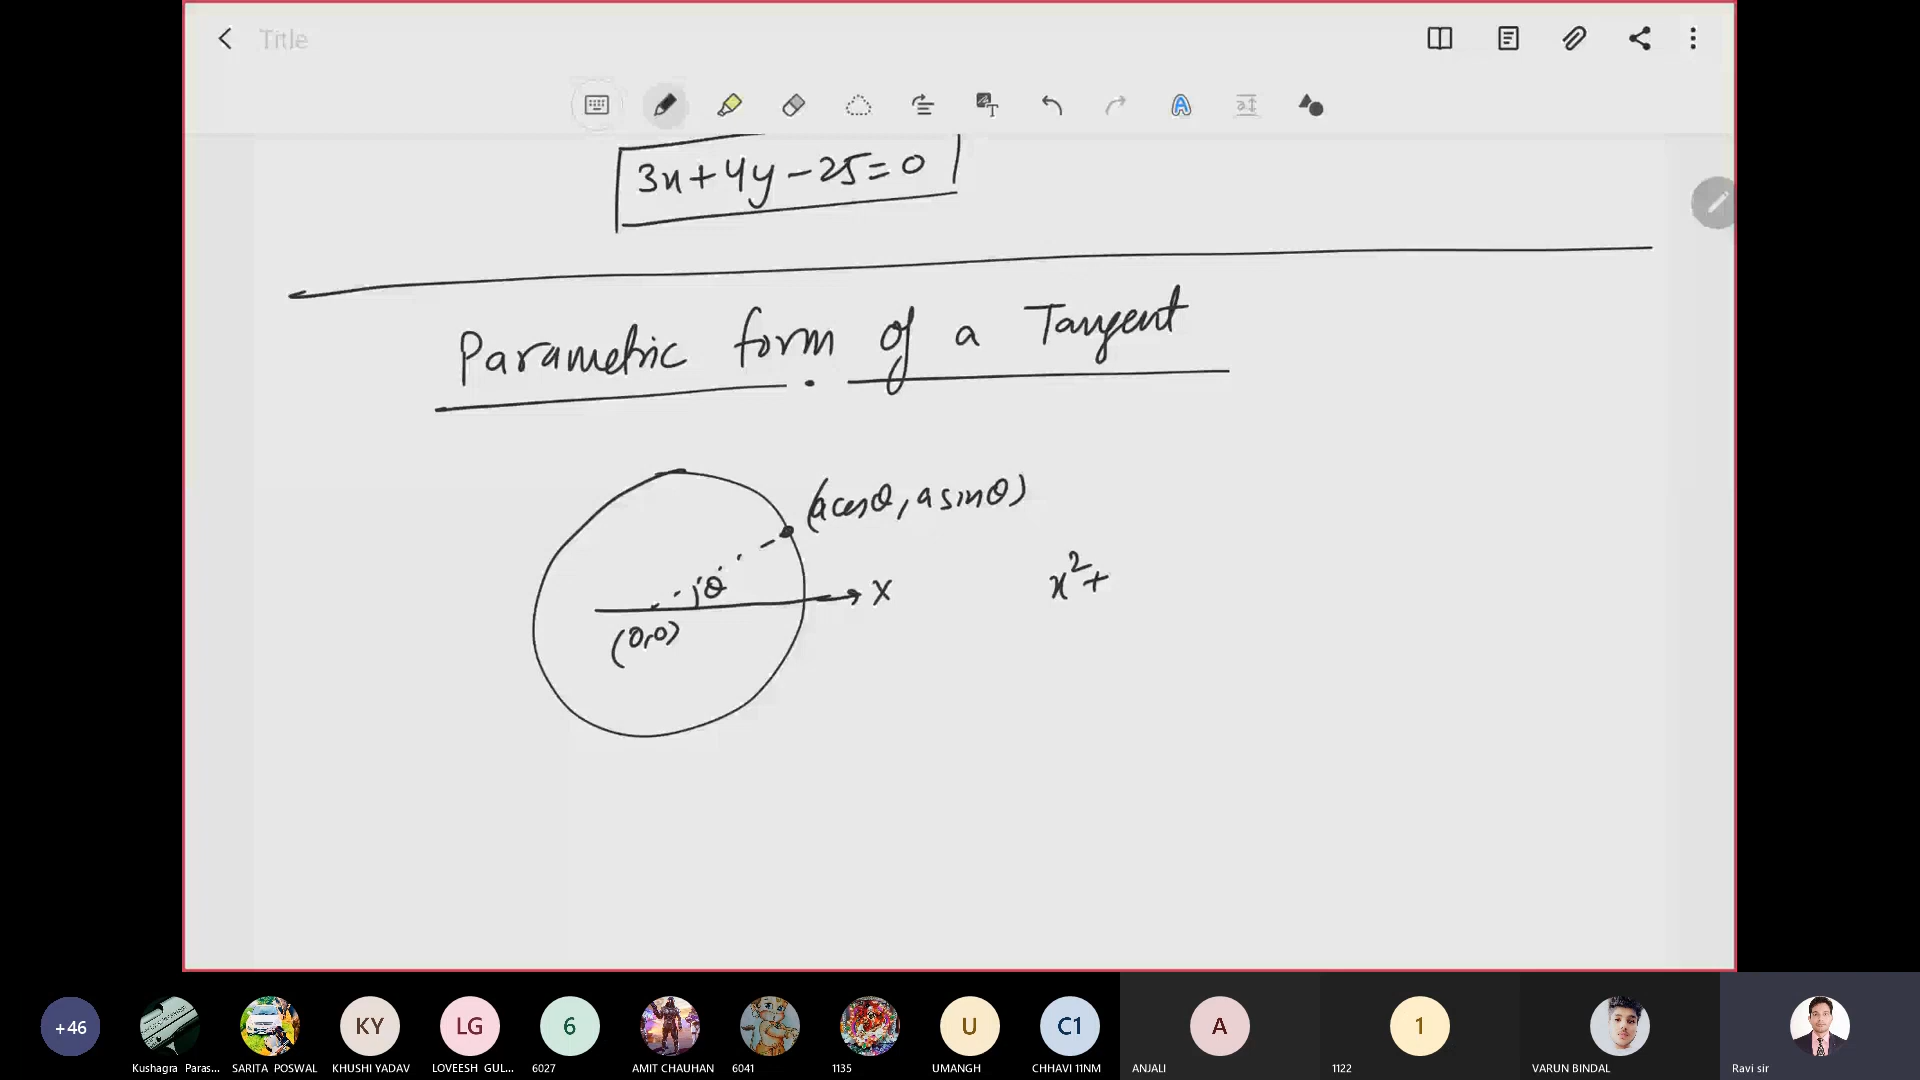 Title
3x+4y-25=0
Parametric form of a Tangent
(a cosθ, a sinθ)
θ
X
x²+
(0,0)
+46
KY
LG
6
U
C1
A
1
Kushagra Paras...
SARITA POSWAL
KHUSHI YADAV
LOVEESH GUL...
6027
AMIT CHAUHAN
6041
1135
UMANGH
CHHAVI 11NM
ANJALI
1122
VARUN BINDAL
Ravi sir